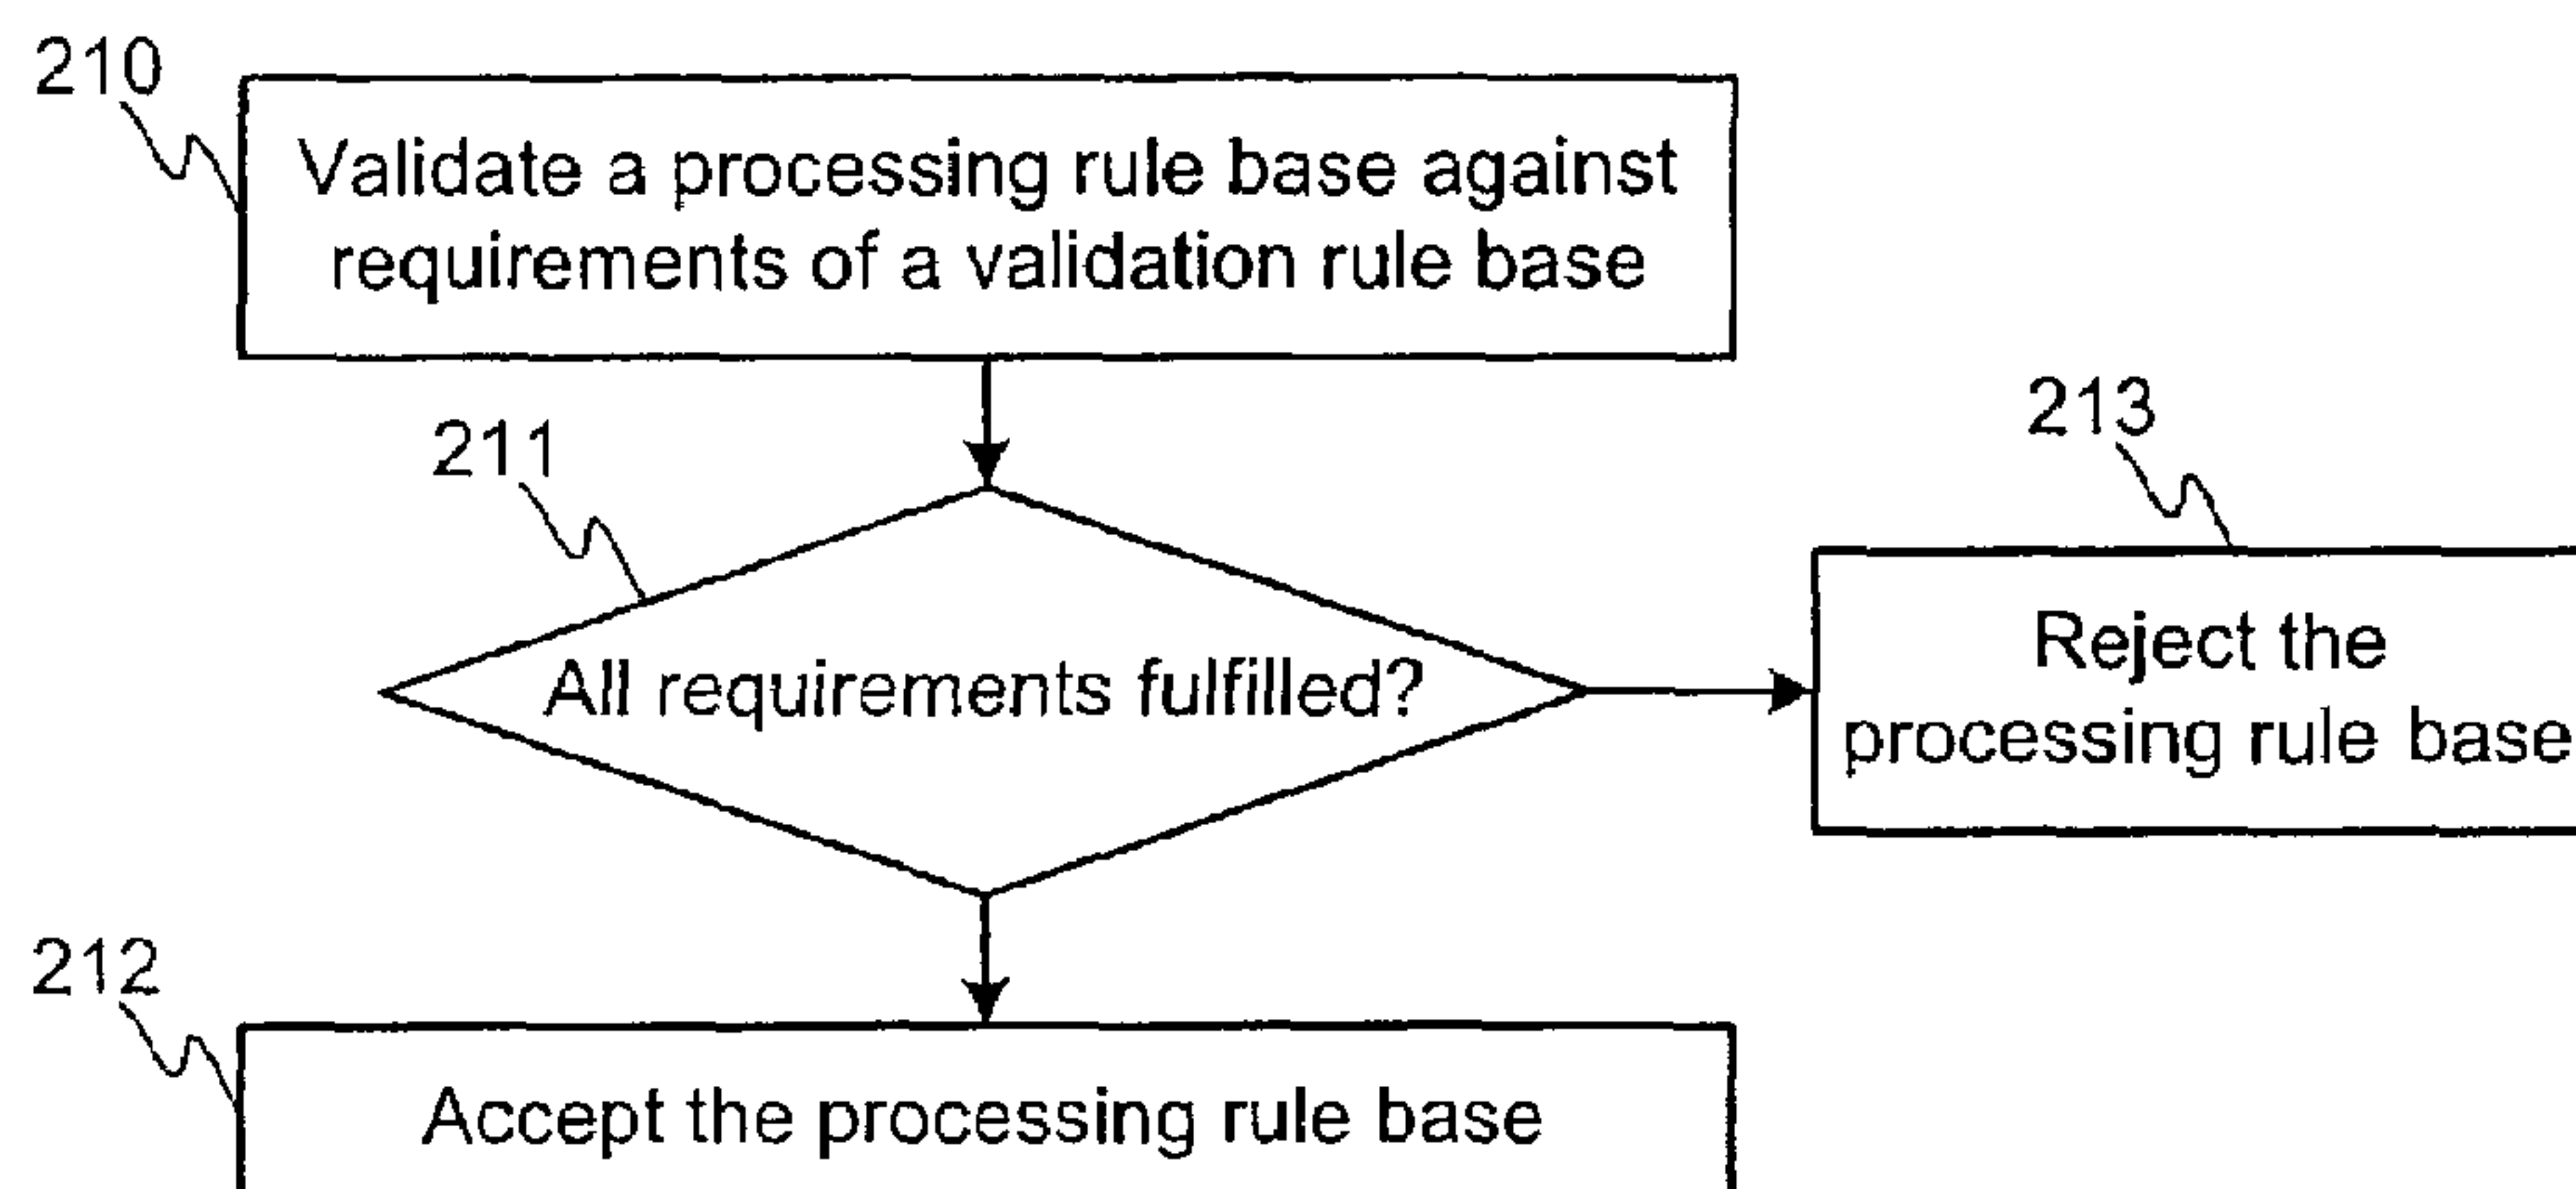 210
Validate a processing rule base against
requirements of a validation rule base
211
All requirements fulfilled?
213
Reject the
processing rule base
212
Accept the processing rule base